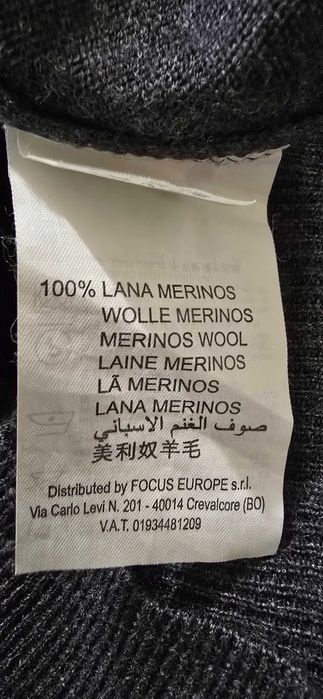 100% LANA MERINOS
WOLLE MERINOS
MERINOS WOOL
LAINE MERINOS
LÃ MERINOS
LANA MERINOS
صوف الغنم الاسباني
美利奴羊毛
Distributed by FOCUS EUROPE s.r.l.
Via Carlo Levi N. 201 - 40014 Crevalcore (BO)
V.A.T. 01934481209